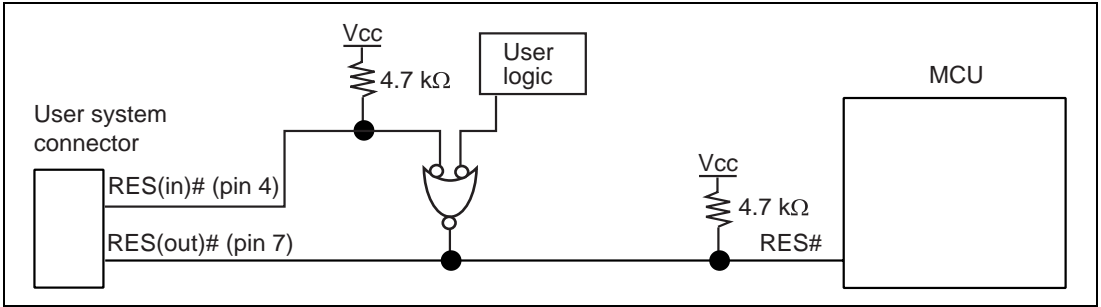 Vcc
4.7 kΩ
User
logic
MCU
User system
connector
RES(in)# (pin 4)
Vcc
4.7 kΩ
RES(out)# (pin 7)
RES#